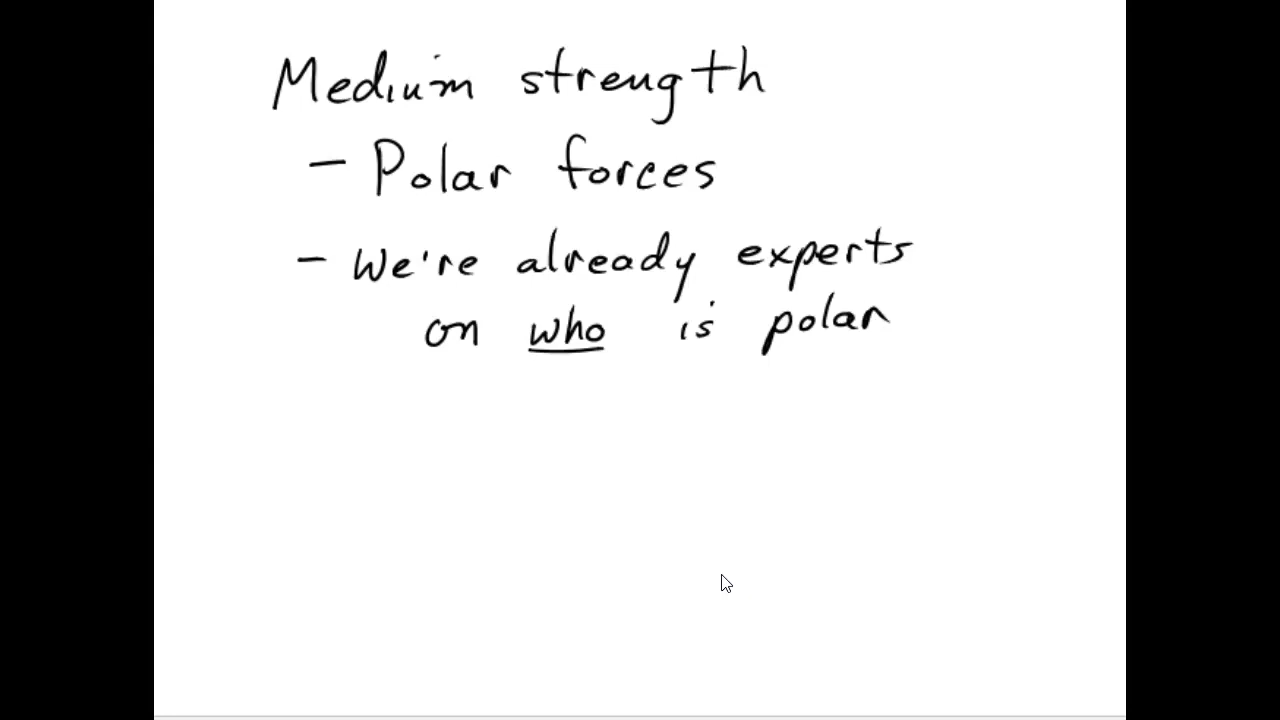 Medium strength
- Polar forces
- We're already experts
on who is polar